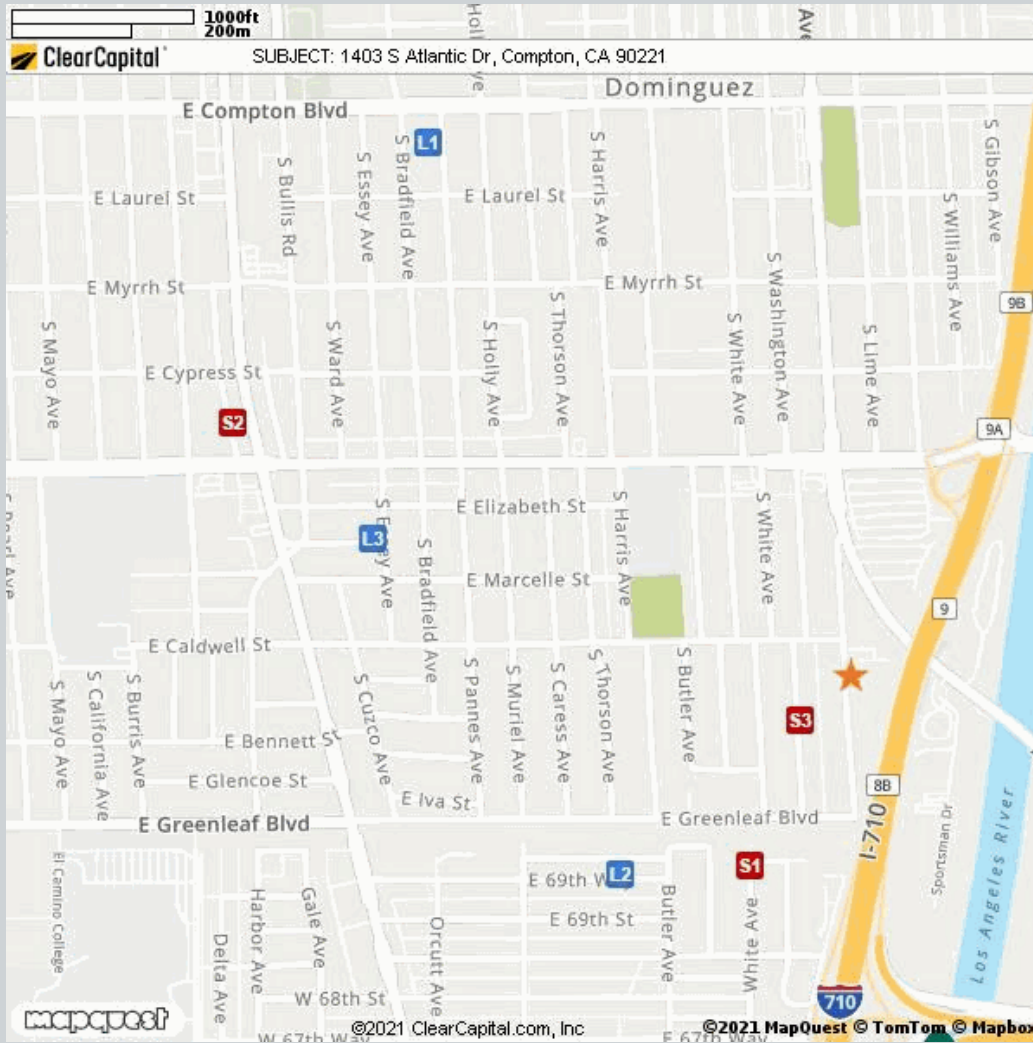 1000ft
200m
ClearCapital
SUBJECT: 1403 S Atlantic Dr, Compton, CA 90221
Dominguez
E Compton Blvd
L1
S Bullis Rd
S Essey Ave
S Bradfield Ave
S Harris Ave
S Gibson Ave
E Laurel St
E Laurel St
S Williams Ave
E Myrrh St
E Myrrh St
S Washington Ave
9B
S Mayo Ave
S Ward Ave
S Holly Ave
S Thorson Ave
S White Ave
S Lime Ave
E Cypress St
S2
9A
E Elizabeth St
S Harris Ave
S White Ave
L3
S Bradfield Ave
E Marcelle St
9
E Caldwell St
S Mayo Ave
S California Ave
S Burris Ave
S Cuzco Ave
S Pannes Ave
S Muriel Ave
S Caress Ave
S Thorson Ave
S Butler Ave
S3
E Bennett St
E Glencoe St
8B
E Iva St
E Greenleaf Blvd
E Greenleaf Blvd
I-710
Sportsman Dr
Los Angeles River
El Camino College
L2
S1
E 69th
E 69th St
Harbor Ave
Gale Ave
Delta Ave
Orcutt Ave
Butler Ave
White Ave
W 68th St
710
mapquest
©2021 ClearCapital.com, Inc
©2021 MapQuest © TomTom © Mapbox
W 67th Way
E 67th Way